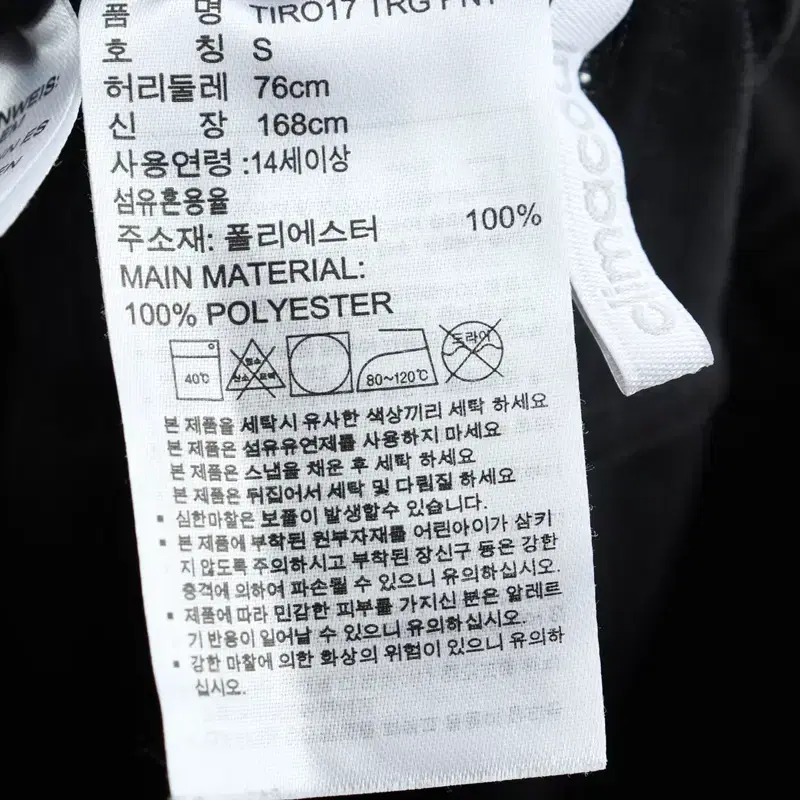 품 명 TIRO17 TRG PNT
호 칭 S
허리둘레 76cm
신 장 168cm
사용연령 :14세이상
섬유혼용율
주소재: 폴리에스터 100%
MAIN MATERIAL:
100% POLYESTER
40℃
염소
산소 표백
80~120℃
드라이
본 제품을 세탁시 유사한 색상끼리 세탁 하세요
본 제품은 섬유유연제를 사용하지 마세요
본 제품은 스냅을 채운 후 세탁 하세요
본 제품은 뒤집어서 세탁 및 다림질 하세요
▪ 심한마찰은 보풀이 발생할수 있습니다.
▪ 본 제품에 부착된 원부자재를 어린아이가 삼키
지 않도록 주의하시고 부착된 장신구 등은 강한
충격에 의하여 파손될 수 있으니 유의하십시오.
▪ 제품에 따라 민감한 피부를 가지신 분은 알레르
기 반응이 일어날 수 있으니 유의하십시오.
▪ 강한 마찰에 의한 화상의 위험이 있으니 유의하
십시오.
climacool